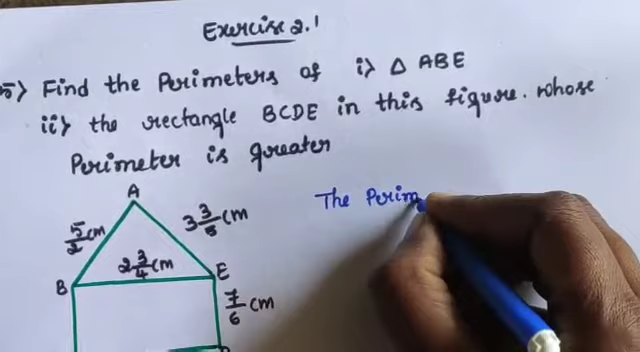 Exercise 2.1
5) Find the Perimeters of i) Δ ABE
ii) the rectangle BCDE in this figure. whose
Perimeter is greater
The Perim
A
5/2 cm
3 3/5 cm
2 3/4 cm
B
E
7/6 cm